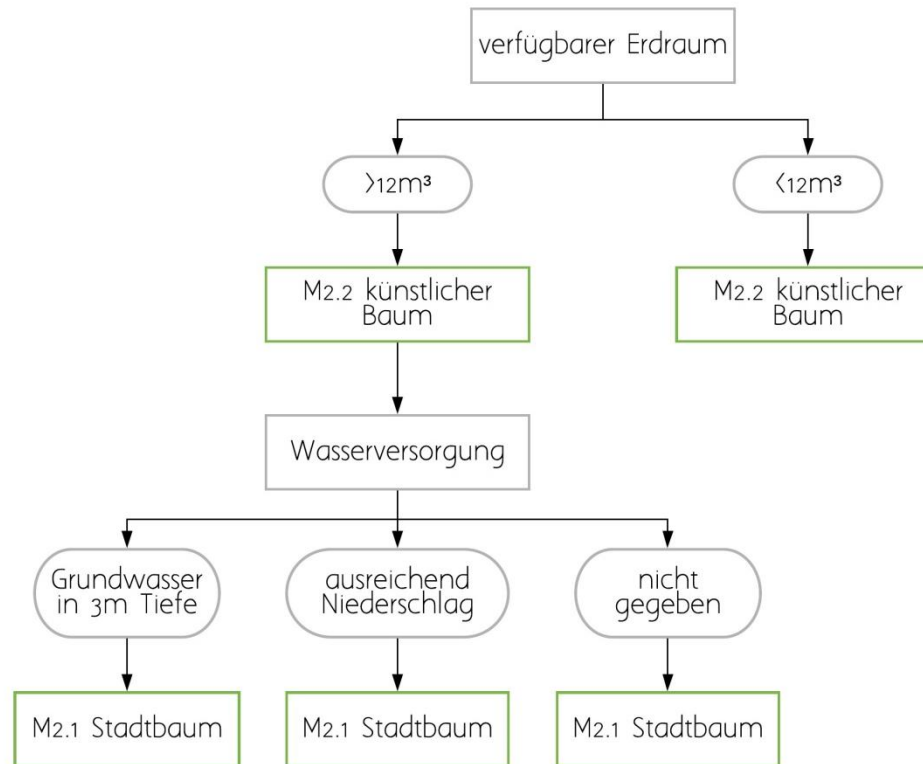 verfügbarer Erdraum
>12m³
<12m³
M2.2 künstlicher
Baum
M2.2 künstlicher
Baum
Wasserversorgung
Grundwasser
in 3m Tiefe
ausreichend
Niederschlag
nicht
gegeben
M2.1 Stadtbaum
M2.1 Stadtbaum
M2.1 Stadtbaum